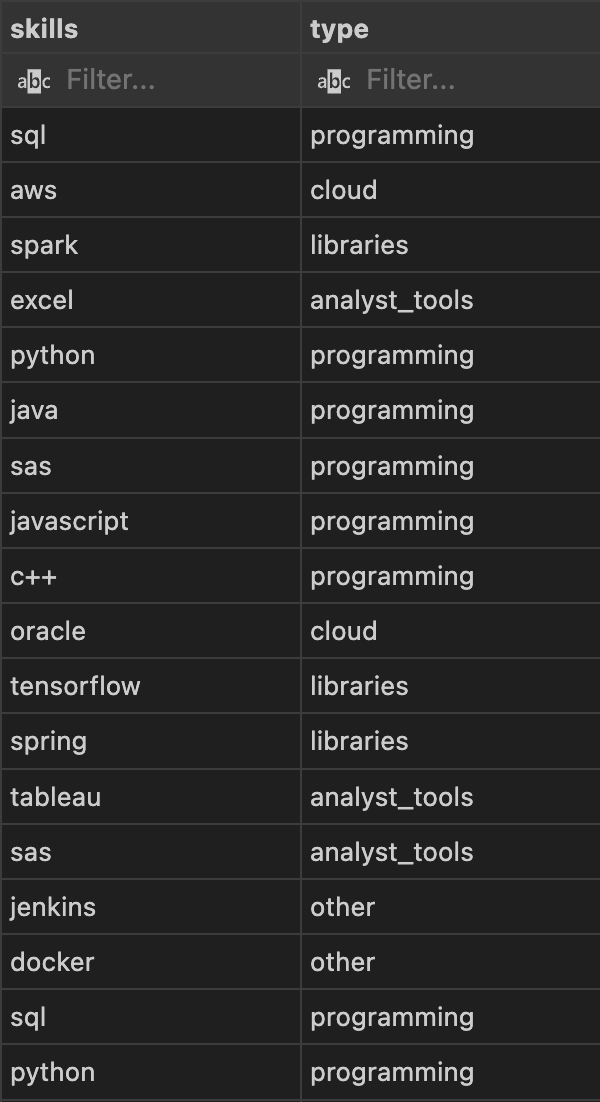 skills type
abc Filter... abc Filter...
sql programming
aws cloud
spark libraries
excel analyst_tools
python programming
java programming
sas programming
javascript programming
c++ programming
oracle cloud
tensorflow libraries
spring libraries
tableau analyst_tools
sas analyst_tools
jenkins other
docker other
sql programming
python programming